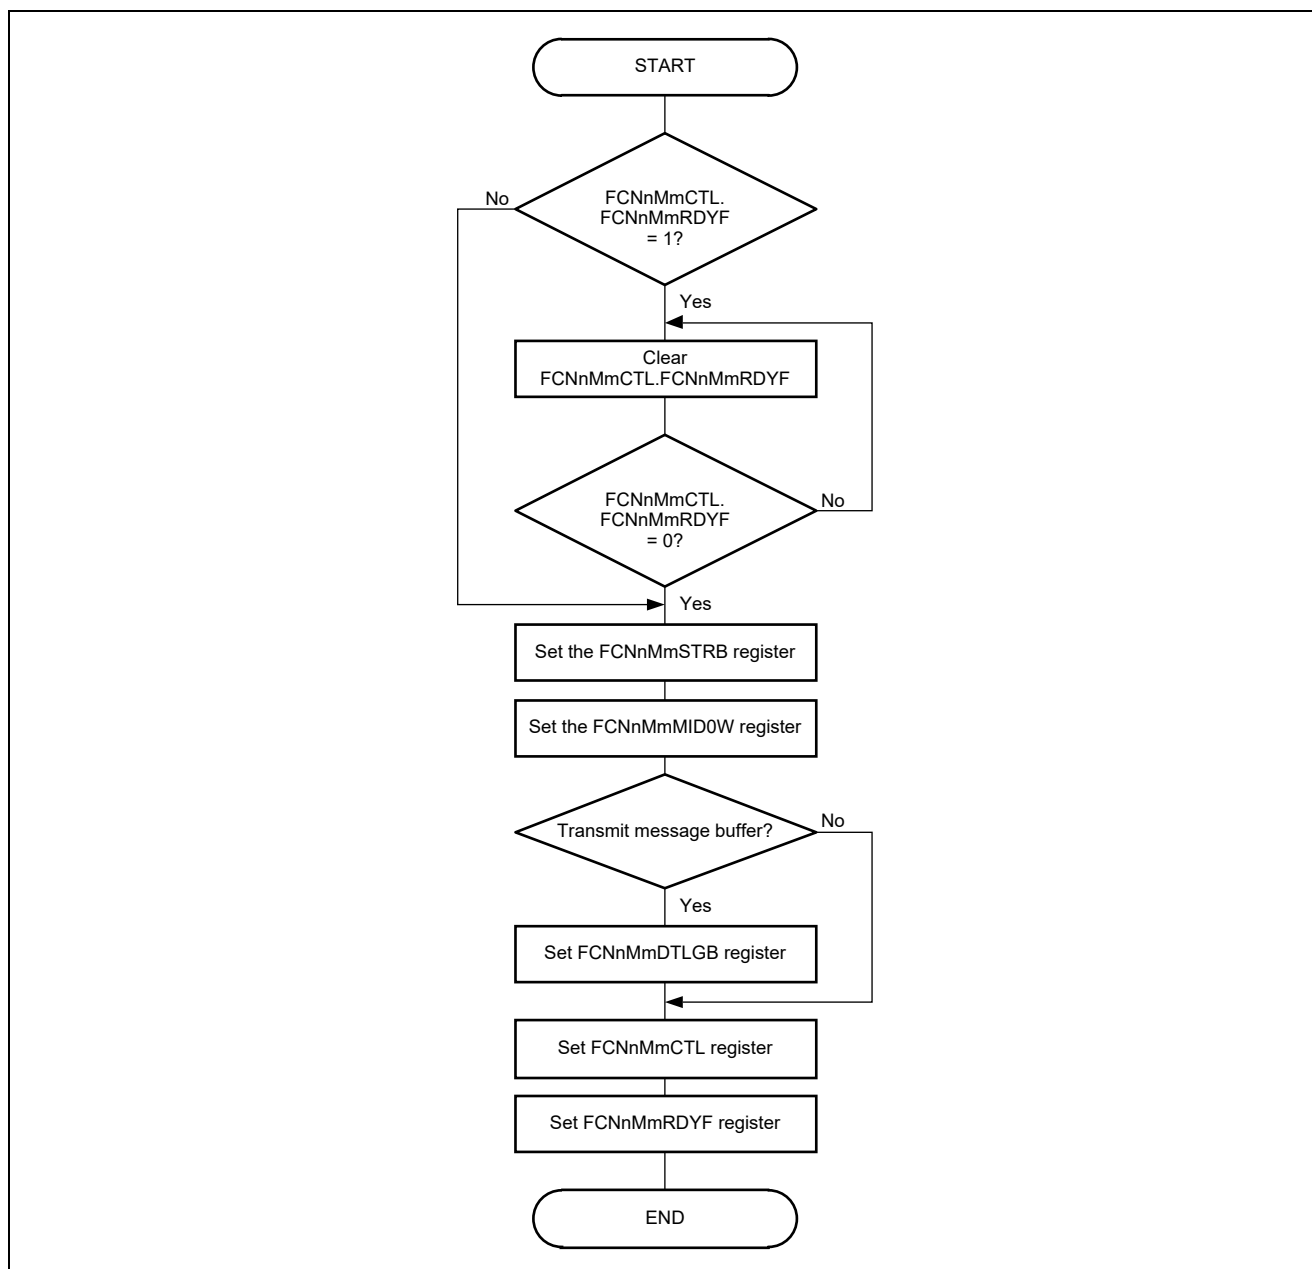 START
FCNnMmCTL.
FCNnMmRDYF
= 1?
No
Yes
Clear
FCNnMmCTL.FCNnMmRDYF
FCNnMmCTL.
FCNnMmRDYF
= 0?
No
Yes
Set the FCNnMmSTRB register
Set the FCNnMmMID0W register
Transmit message buffer?
No
Yes
Set FCNnMmDTLGB register
Set FCNnMmCTL register
Set FCNnMmRDYF register
END